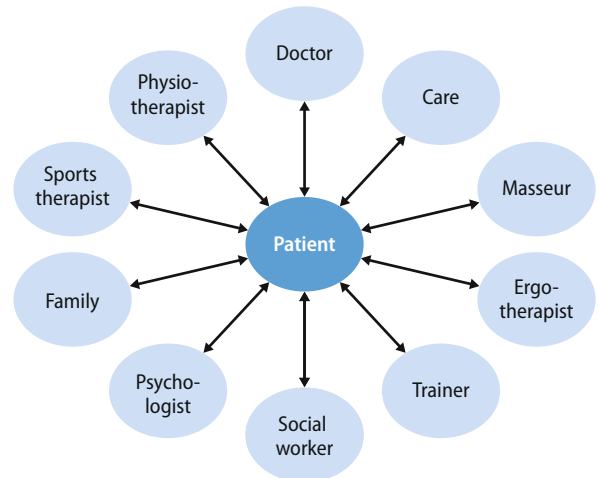 Doctor
Physio-
therapist
Care
Sports
therapist
Masseur
Patient
Family
Ergo-
therapist
Psycho-
logist
Trainer
Social
worker